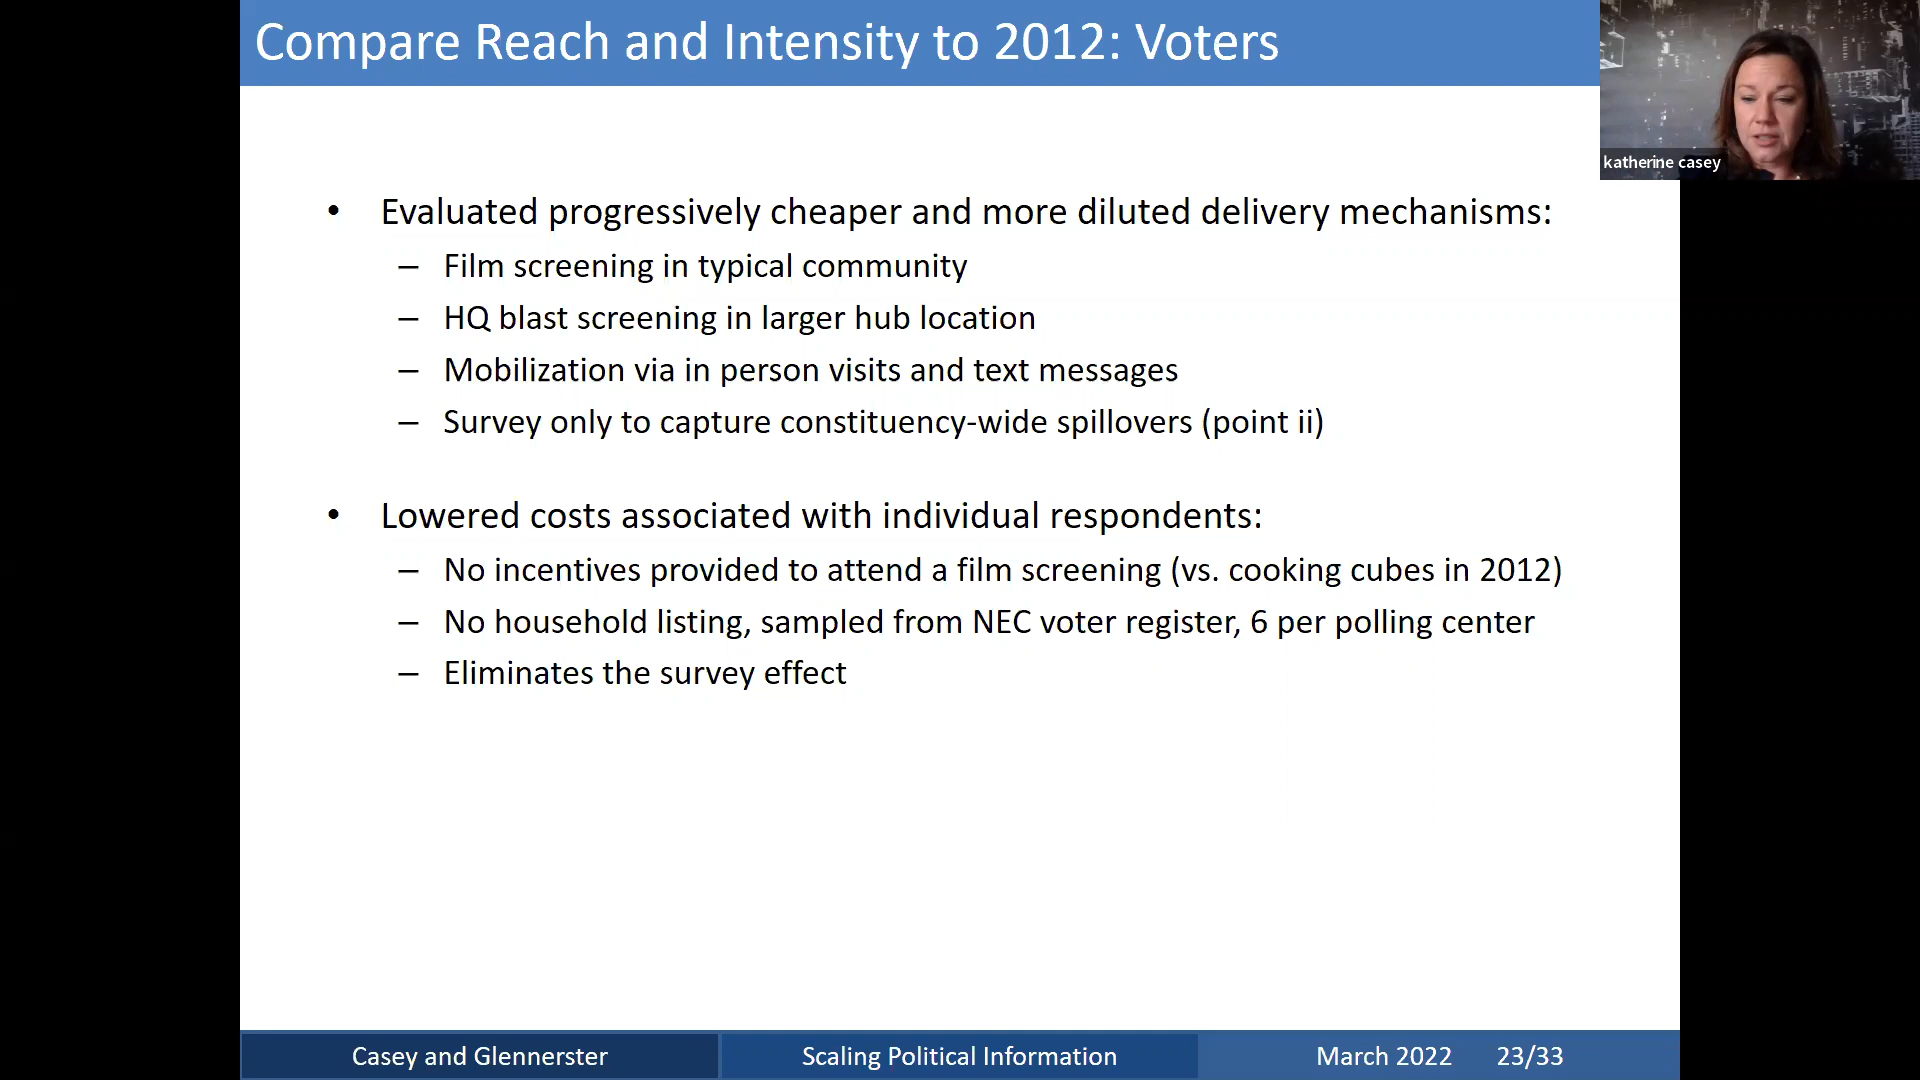 Compare Reach and Intensity to 2012: Voters
katherine casey
• Evaluated progressively cheaper and more diluted delivery mechanisms:
– Film screening in typical community
– HQ blast screening in larger hub location
– Mobilization via in person visits and text messages
– Survey only to capture constituency-wide spillovers (point ii)
• Lowered costs associated with individual respondents:
– No incentives provided to attend a film screening (vs. cooking cubes in 2012)
– No household listing, sampled from NEC voter register, 6 per polling center
– Eliminates the survey effect
Casey and Glennerster Scaling Political Information March 2022 23/33